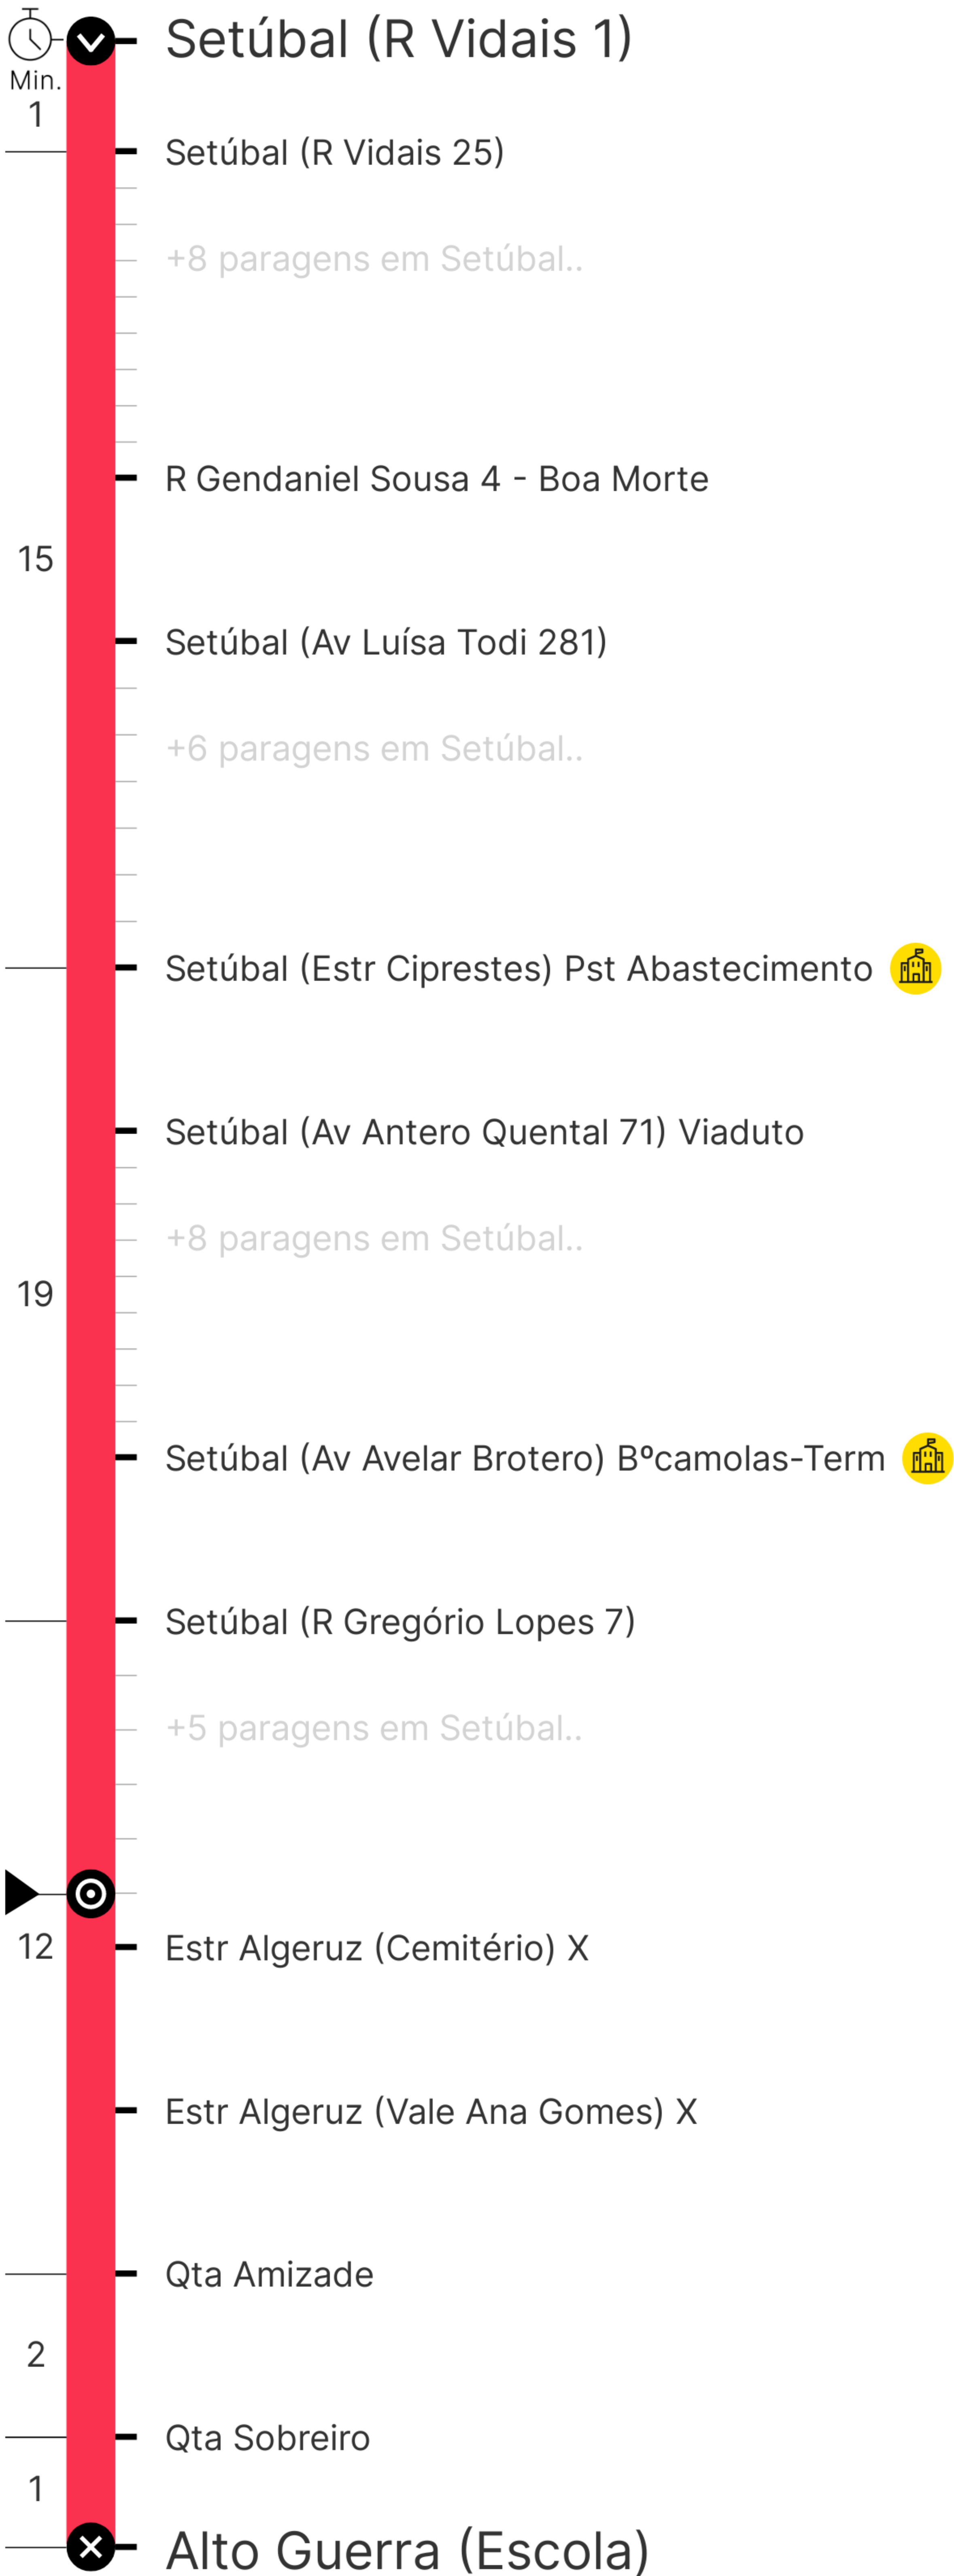 Setúbal (R Vidais 1)
Min.
1
Setúbal (R Vidais 25)
+8 paragens em Setúbal..
R Gendaniel Sousa 4 - Boa Morte
15
Setúbal (Av Luísa Todi 281)
+6 paragens em Setúbal..
Setúbal (Estr Ciprestes) Pst Abastecimento
Setúbal (Av Antero Quental 71) Viaduto
+8 paragens em Setúbal..
19
Setúbal (Av Avelar Brotero) Bºcamolas-Term
Setúbal (R Gregório Lopes 7)
+5 paragens em Setúbal..
12
Estr Algeruz (Cemitério) X
Estr Algeruz (Vale Ana Gomes) X
Qta Amizade
2
Qta Sobreiro
1
Alto Guerra (Escola)